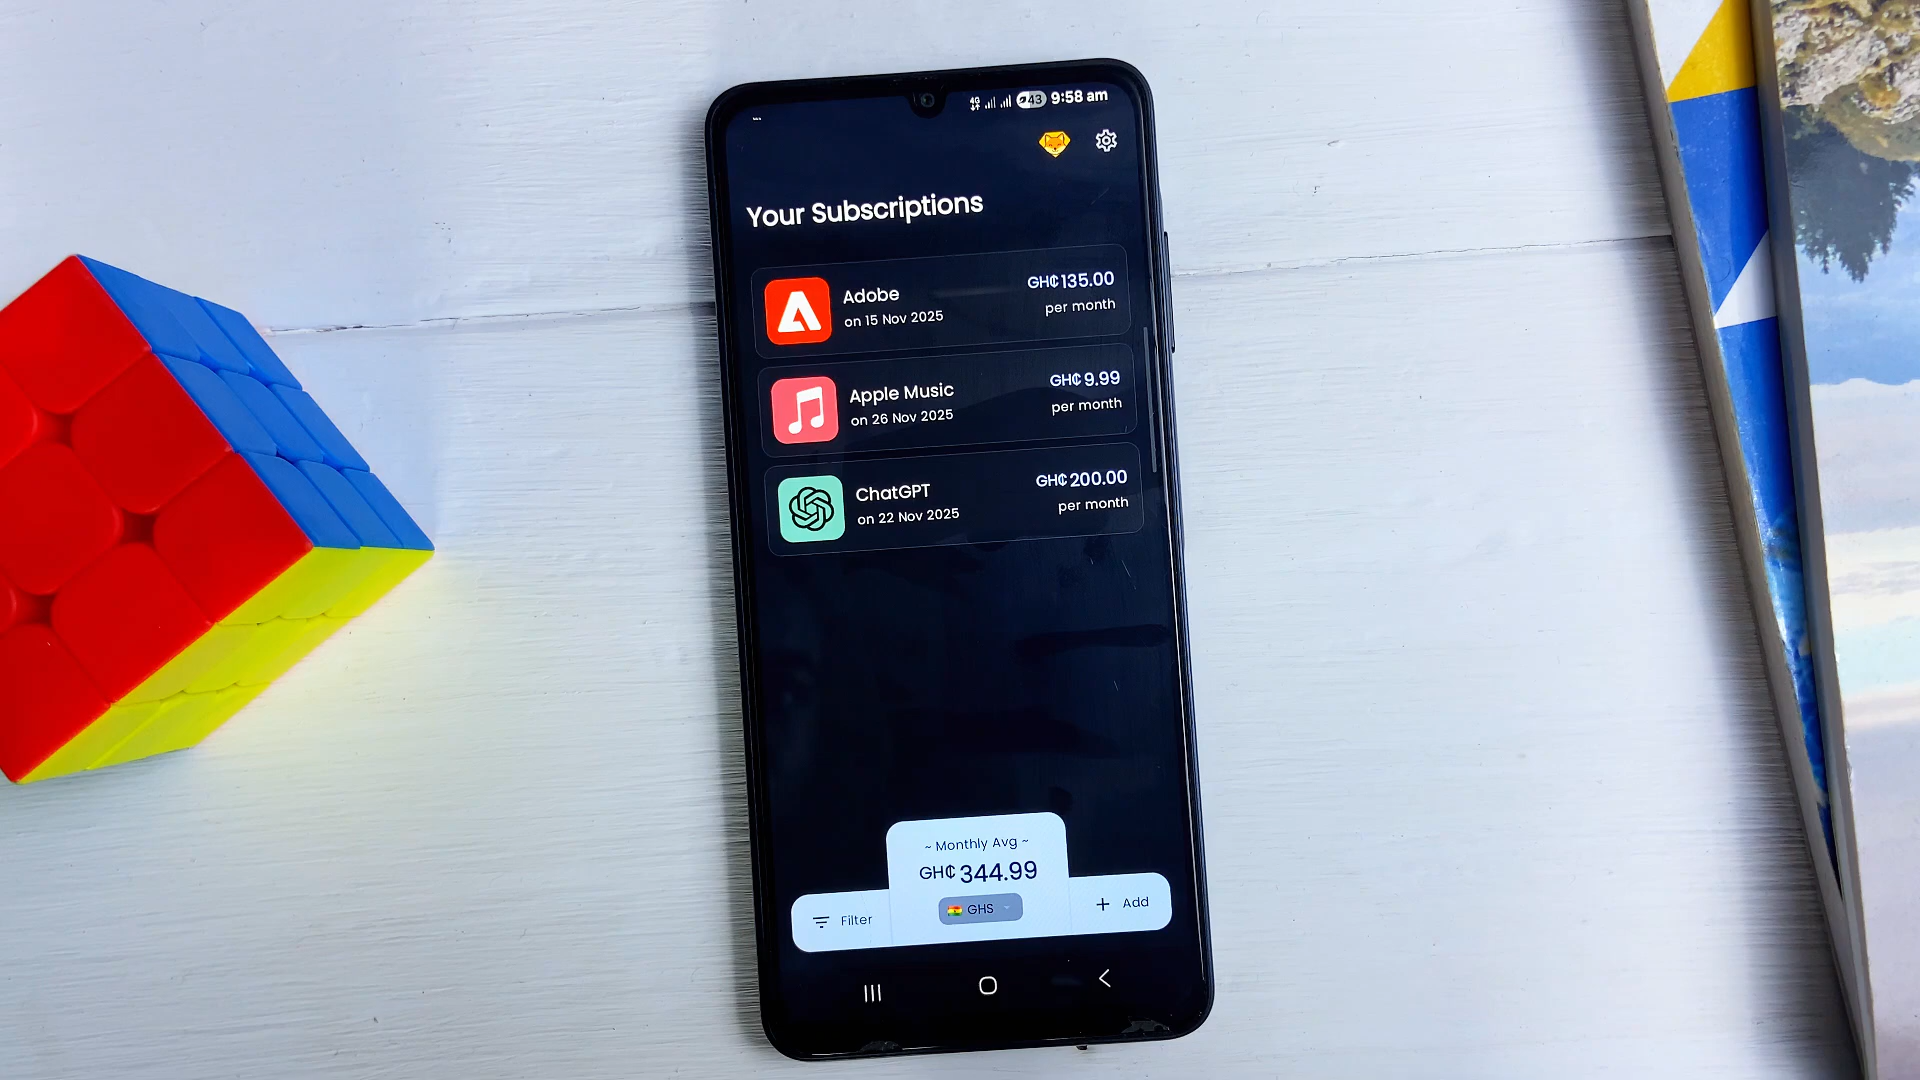 4G 43 9:58 am
Your Subscriptions
Adobe
on 15 Nov 2025
GH₵135.00
per month
Apple Music
on 26 Nov 2025
GH₵9.99
per month
ChatGPT
on 22 Nov 2025
GH₵200.00
per month
~ Monthly Avg ~
GH₵344.99
GHS
Filter
+ Add